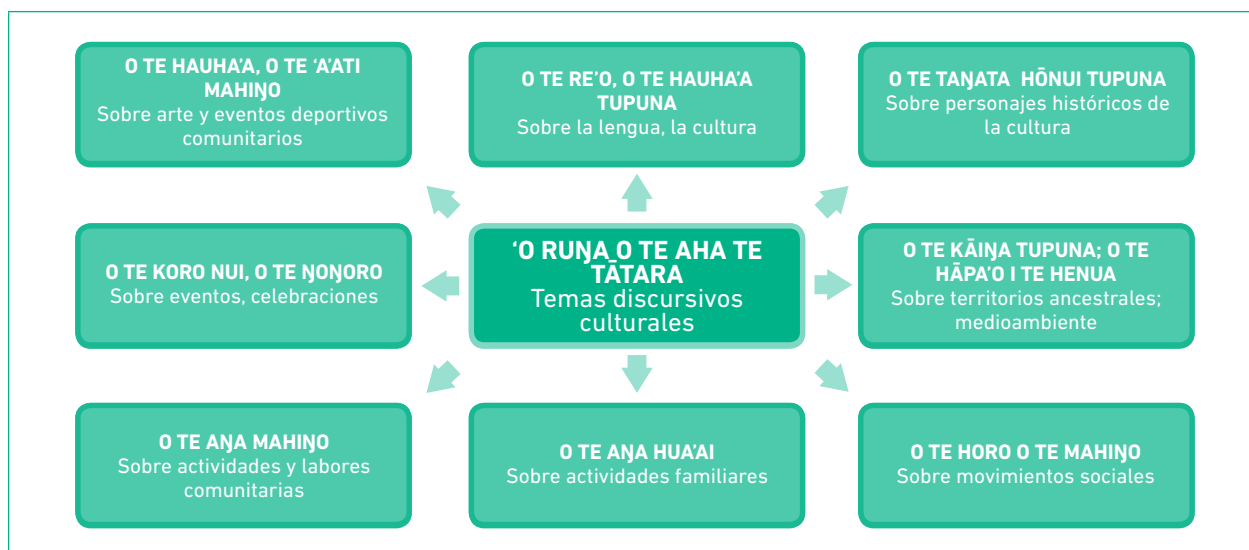 O TE HAUHA’A, O TE ‘A’ATI
MAHIŊO
Sobre arte y eventos deportivos
comunitarios
O TE RE’O, O TE HAUHA’A
TUPUNA
Sobre la lengua, la cultura
O TE TAŊATA HŌNUI TUPUNA
Sobre personajes históricos de
la cultura
O TE KORO NUI, O TE ŊOŊORO
Sobre eventos, celebraciones
‘O RUŊA O TE AHA TE
TĀTARA
Temas discursivos
culturales
O TE KĀIŊA TUPUNA; O TE
HĀPA’O I TE HENUA
Sobre territorios ancestrales;
medioambiente
O TE AŊA MAHIŊO
Sobre actividades y labores
comunitarias
O TE AŊA HUA’AI
Sobre actividades familiares
O TE HORO O TE MAHIŊO
Sobre movimientos sociales